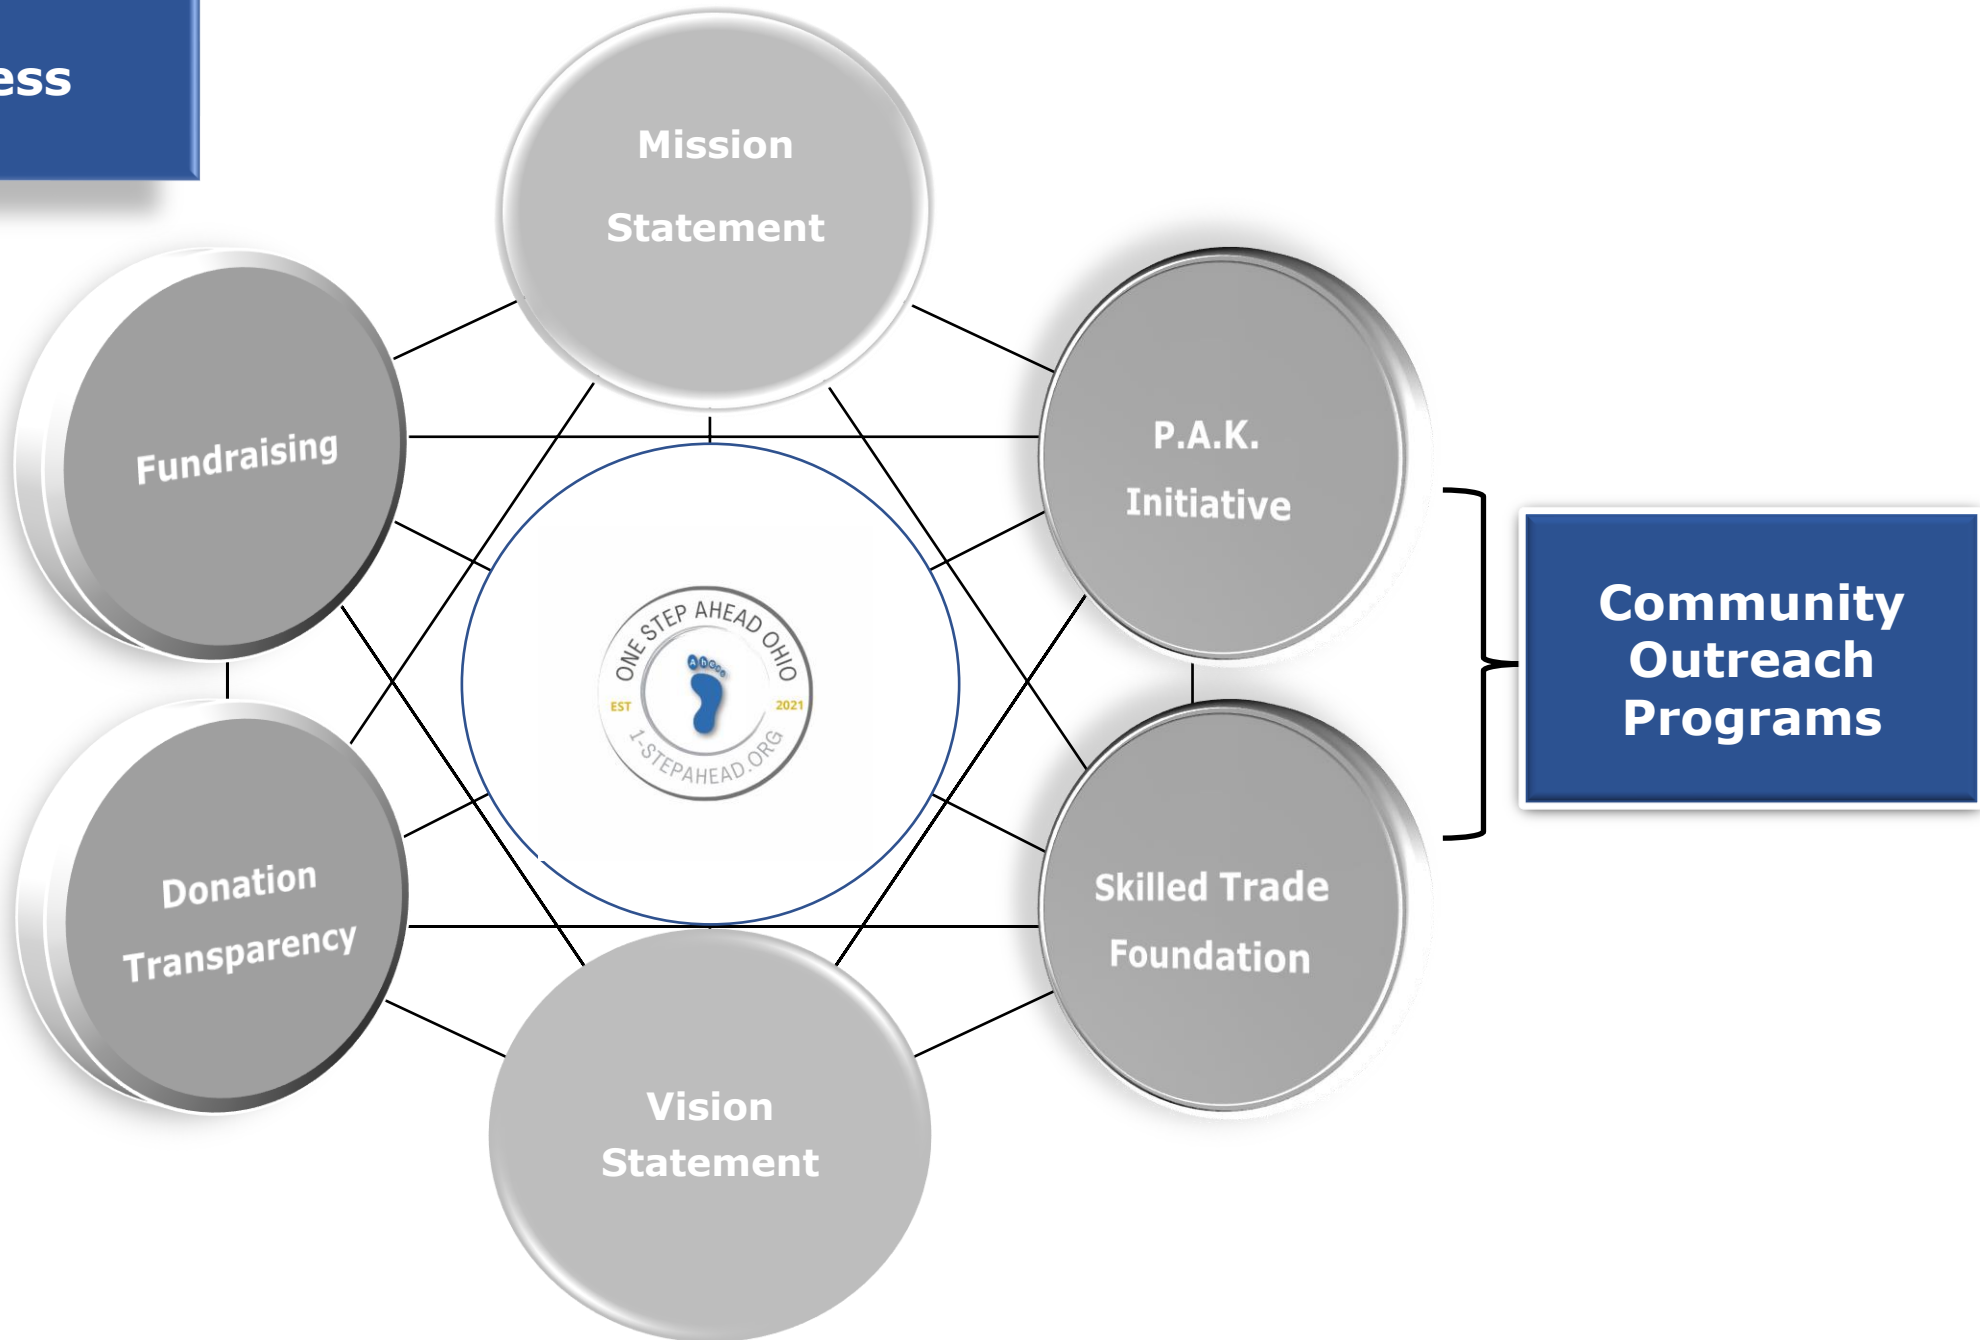 ess
Mission
Statement
Fundraising
P.A.K.
Initiative
ONE STEP AHEAD OHIO
Ahead
EST
2021
1-STEPAHEAD.ORG
Community
Outreach
Programs
Donation
Transparency
Skilled Trade
Foundation
Vision
Statement